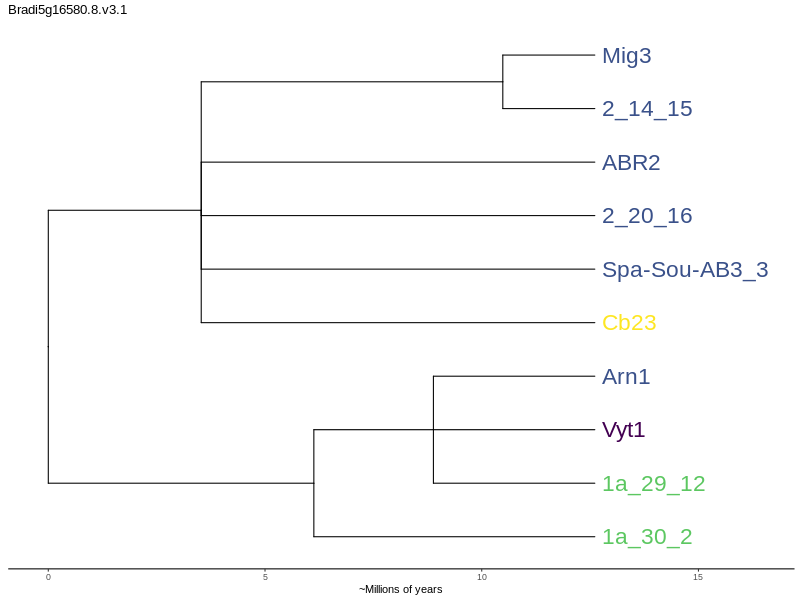 Bradi5g16580.8.v3.1
Mig3
2_14_15
ABR2
2_20_16
Spa-Sou-AB3_3
Cb23
Arn1
Vyt1
1a_29_12
1a_30_2
0 5 10 15
~Millions of years